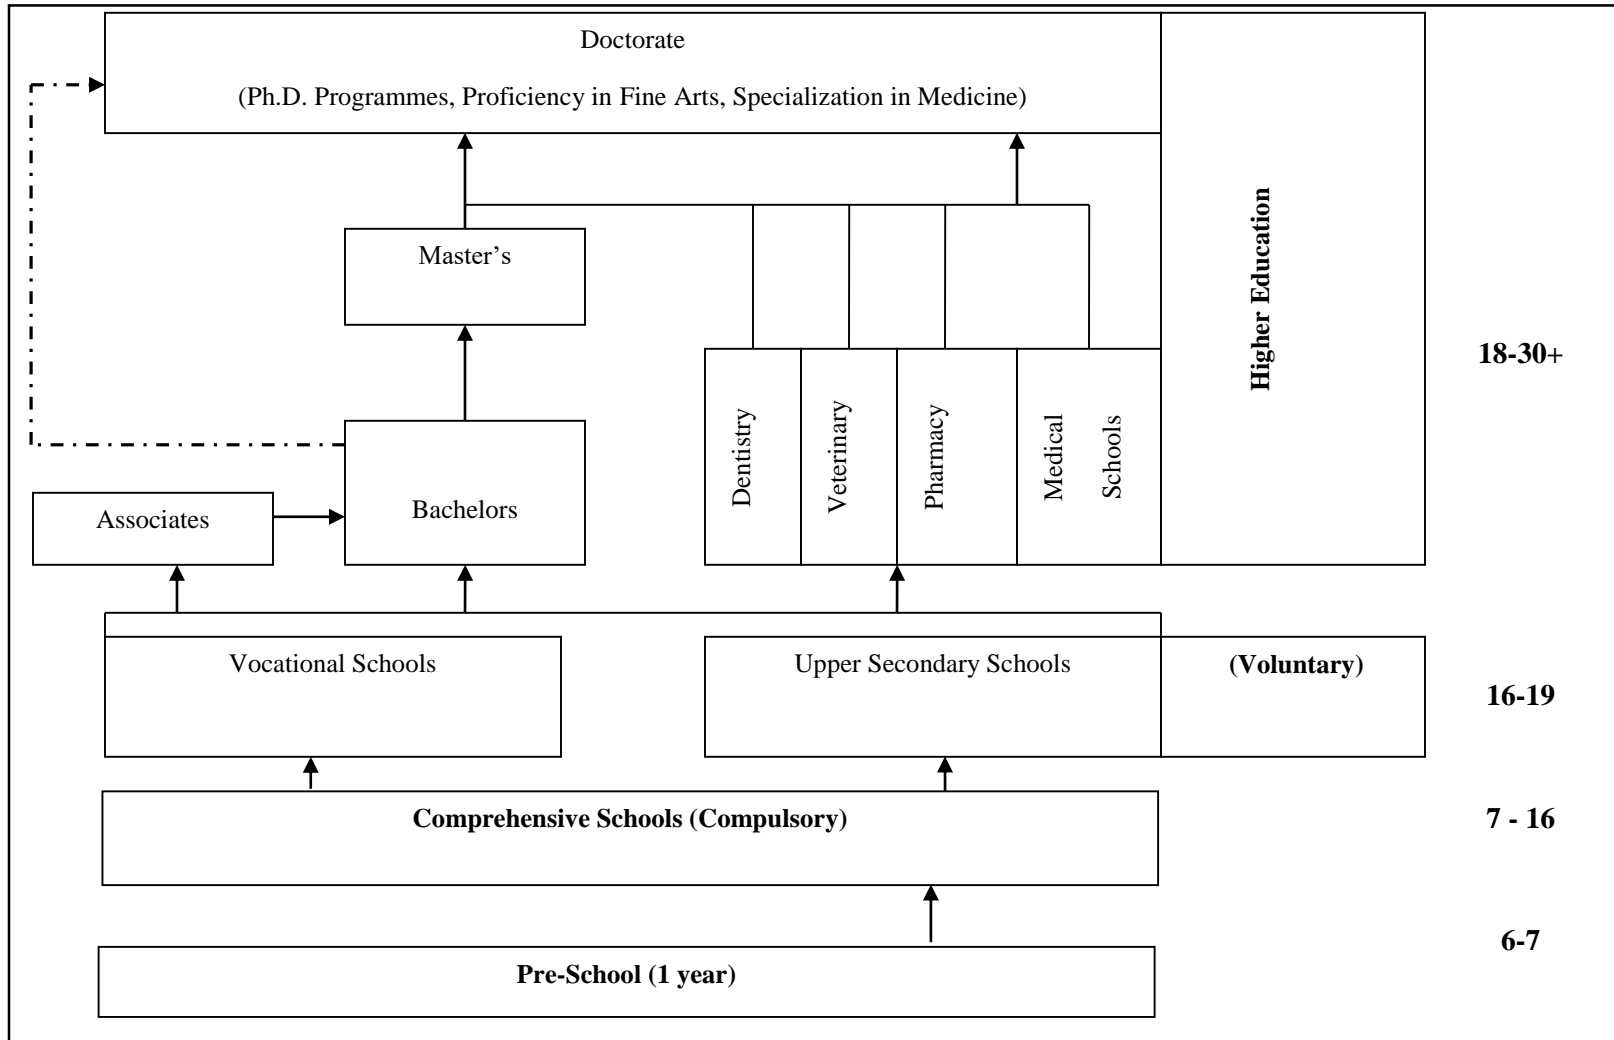 Doctorate
(Ph.D. Programmes, Proficiency in Fine Arts, Specialization in Medicine)
Higher Education
18-30+
Master’s
Dentistry
Veterinary
Pharmacy
Medical
Schools
Associates
Bachelors
Vocational Schools
Upper Secondary Schools
(Voluntary)
16-19
Comprehensive Schools (Compulsory)
7 - 16
6-7
Pre-School (1 year)